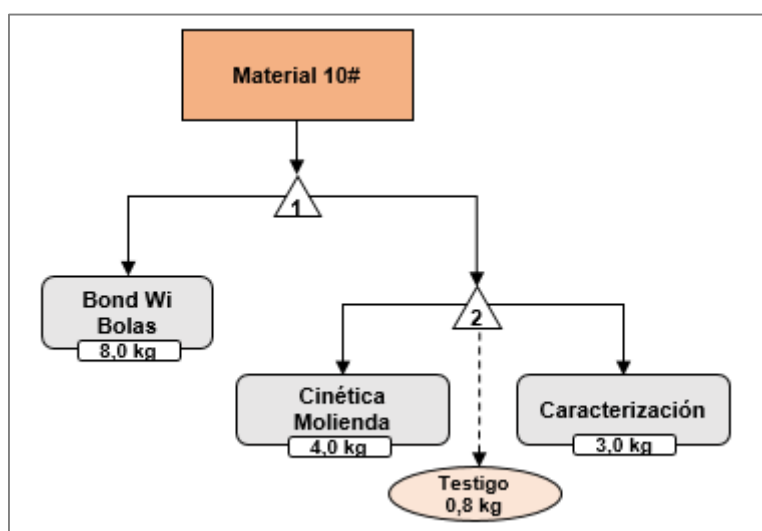 Material 10#
1
Bond Wi
Bolas
8,0 kg
2
Cinética
Molienda
4,0 kg
Caracterización
3,0 kg
Testigo
0,8 kg